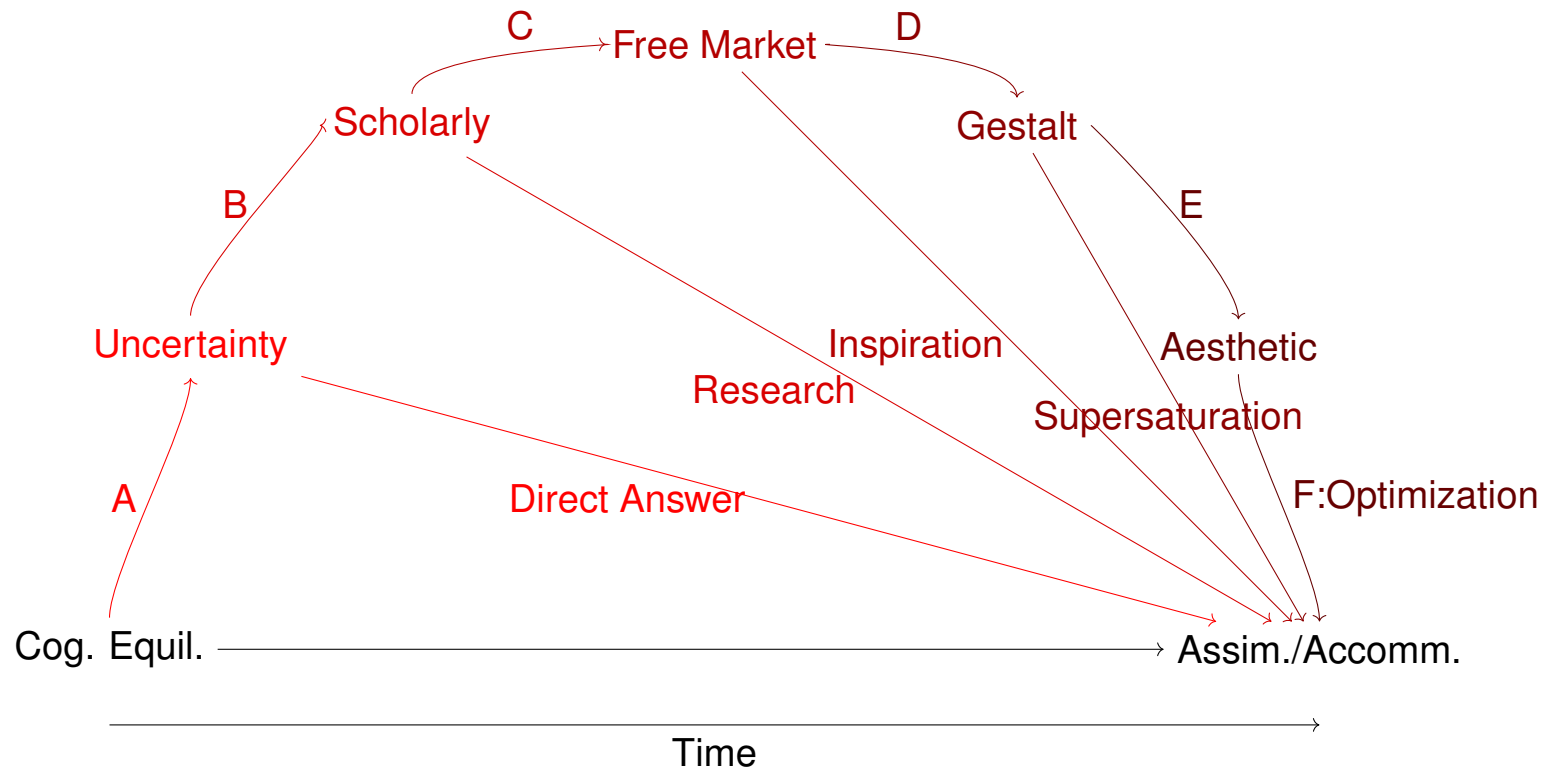 C
D
Free Market
Scholarly
Gestalt
B
E
Uncertainty
Inspiration
Aesthetic
Research
Supersaturation
A
Direct Answer
F:Optimization
Cog. Equil.
Assim./Accomm.
Time